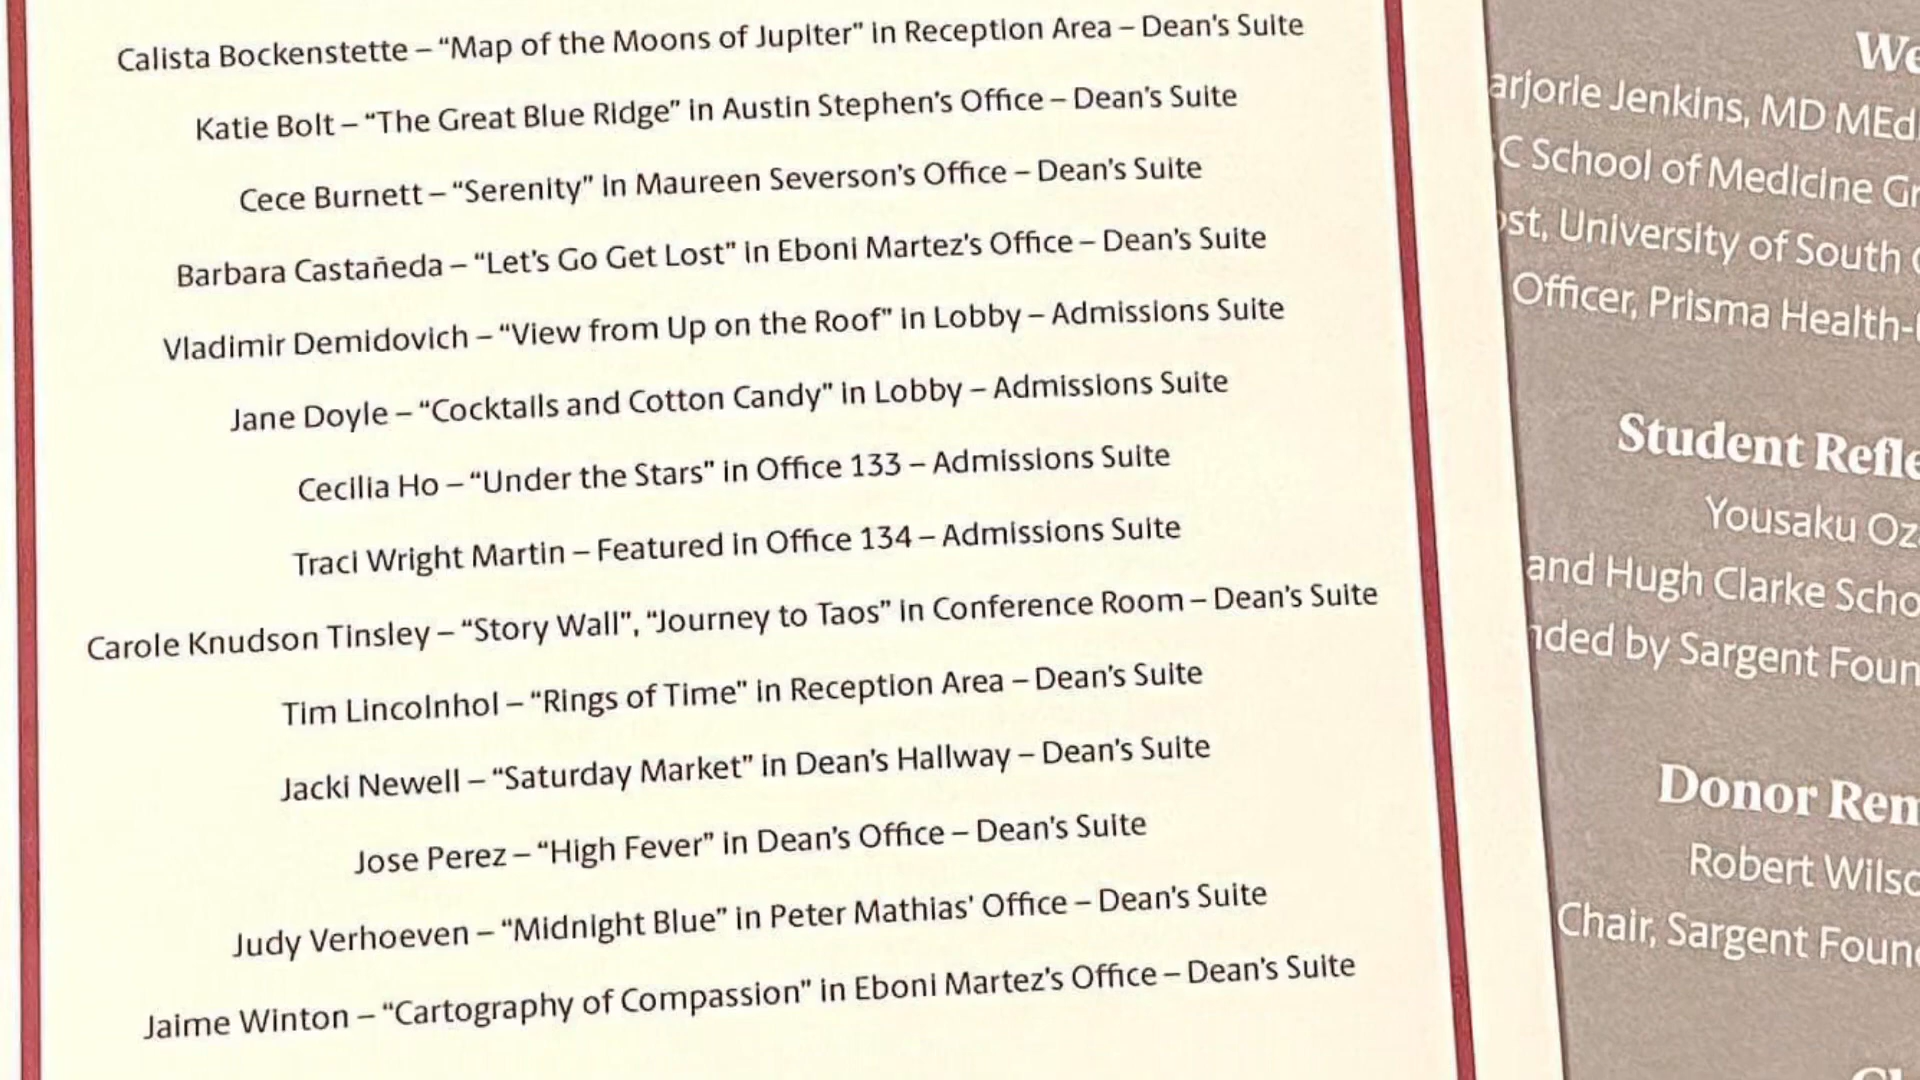 Calista Bockenstette – “Map of the Moons of Jupiter” in Reception Area – Dean’s Suite
Katie Bolt – “The Great Blue Ridge” in Austin Stephen’s Office – Dean’s Suite
Cece Burnett – “Serenity” in Maureen Severson’s Office – Dean’s Suite
Barbara Castañeda – “Let’s Go Get Lost” in Eboni Martez’s Office – Dean’s Suite
Vladimir Demidovich – “View from Up on the Roof” in Lobby – Admissions Suite
Jane Doyle – “Cocktails and Cotton Candy” in Lobby – Admissions Suite
Cecilia Ho – “Under the Stars” in Office 133 – Admissions Suite
Traci Wright Martin – Featured in Office 134 – Admissions Suite
Carole Knudson Tinsley – “Story Wall”, “Journey to Taos” in Conference Room – Dean’s Suite
Tim Lincolnhol – “Rings of Time” in Reception Area – Dean’s Suite
Jacki Newell – “Saturday Market” in Dean’s Hallway – Dean’s Suite
Jose Perez – “High Fever” in Dean’s Office – Dean’s Suite
Judy Verhoeven – “Midnight Blue” in Peter Mathias' Office – Dean’s Suite
Jaime Winton – “Cartography of Compassion” in Eboni Martez’s Office – Dean’s Suite
We
arjorie Jenkins, MD MEd
C School of Medicine Gr
ost, University of South
Officer, Prisma Health-
Student Refle
Yousaku Oz
and Hugh Clarke Scho
nded by Sargent Foun
Donor Rem
Robert Wilso
Chair, Sargent Foun